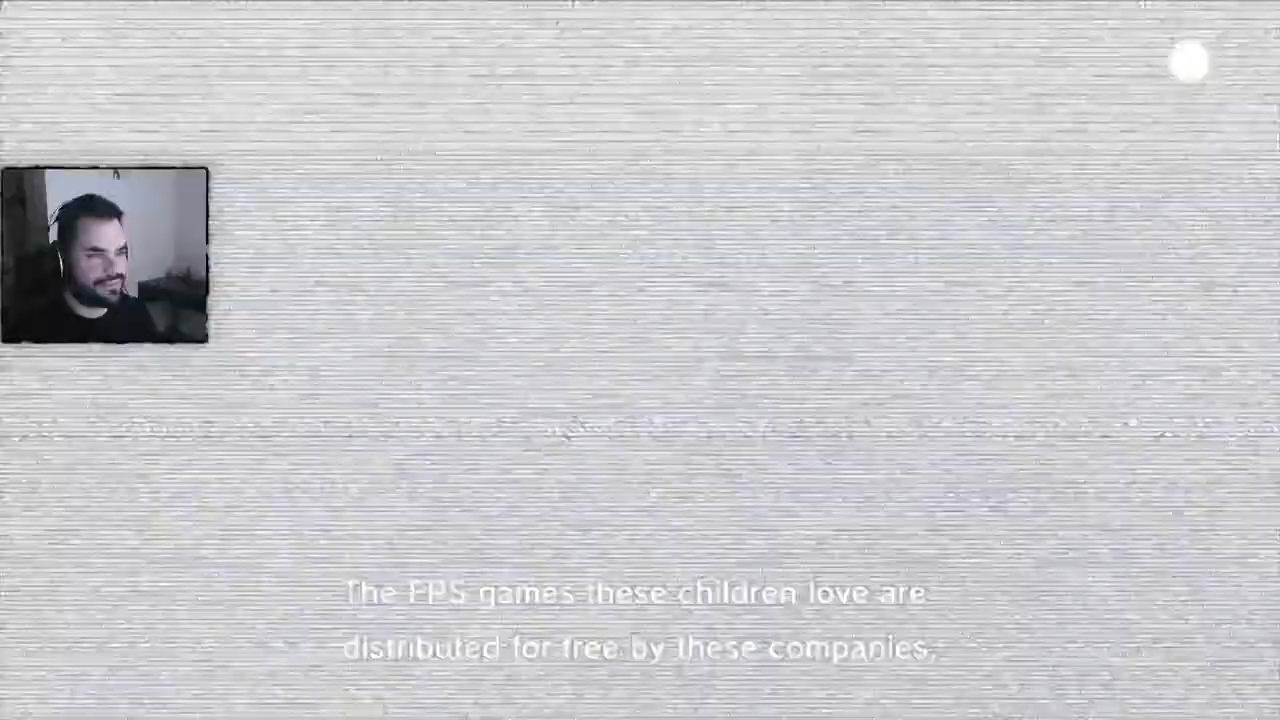 The FPS games these children love are
distributed for free by these companies.